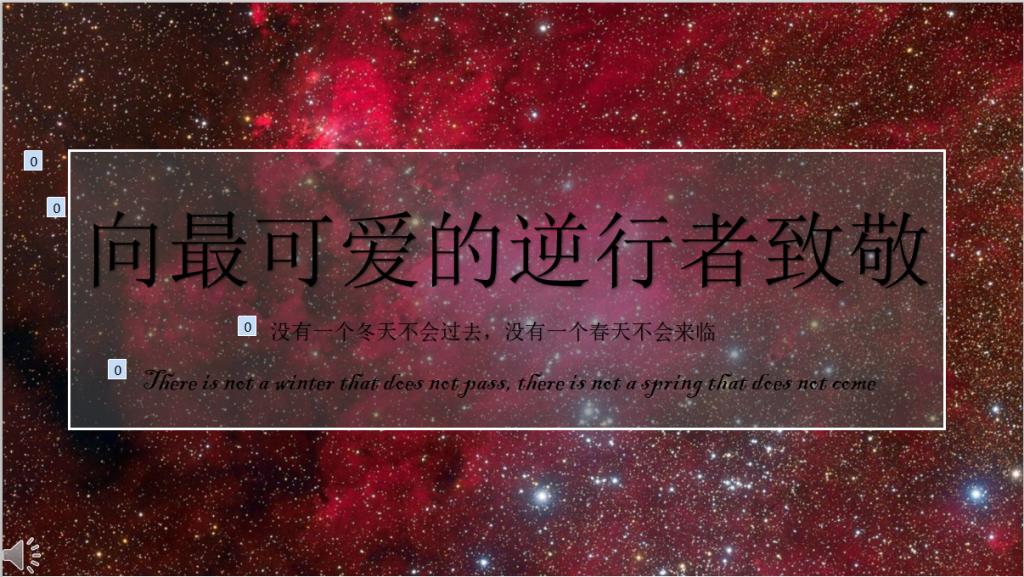 0
0
向最可爱的逆行者致敬
0
没有一个冬天不会过去，没有一个春天不会来临
0
There is not a winter that does not pass, there is not a spring that does not come